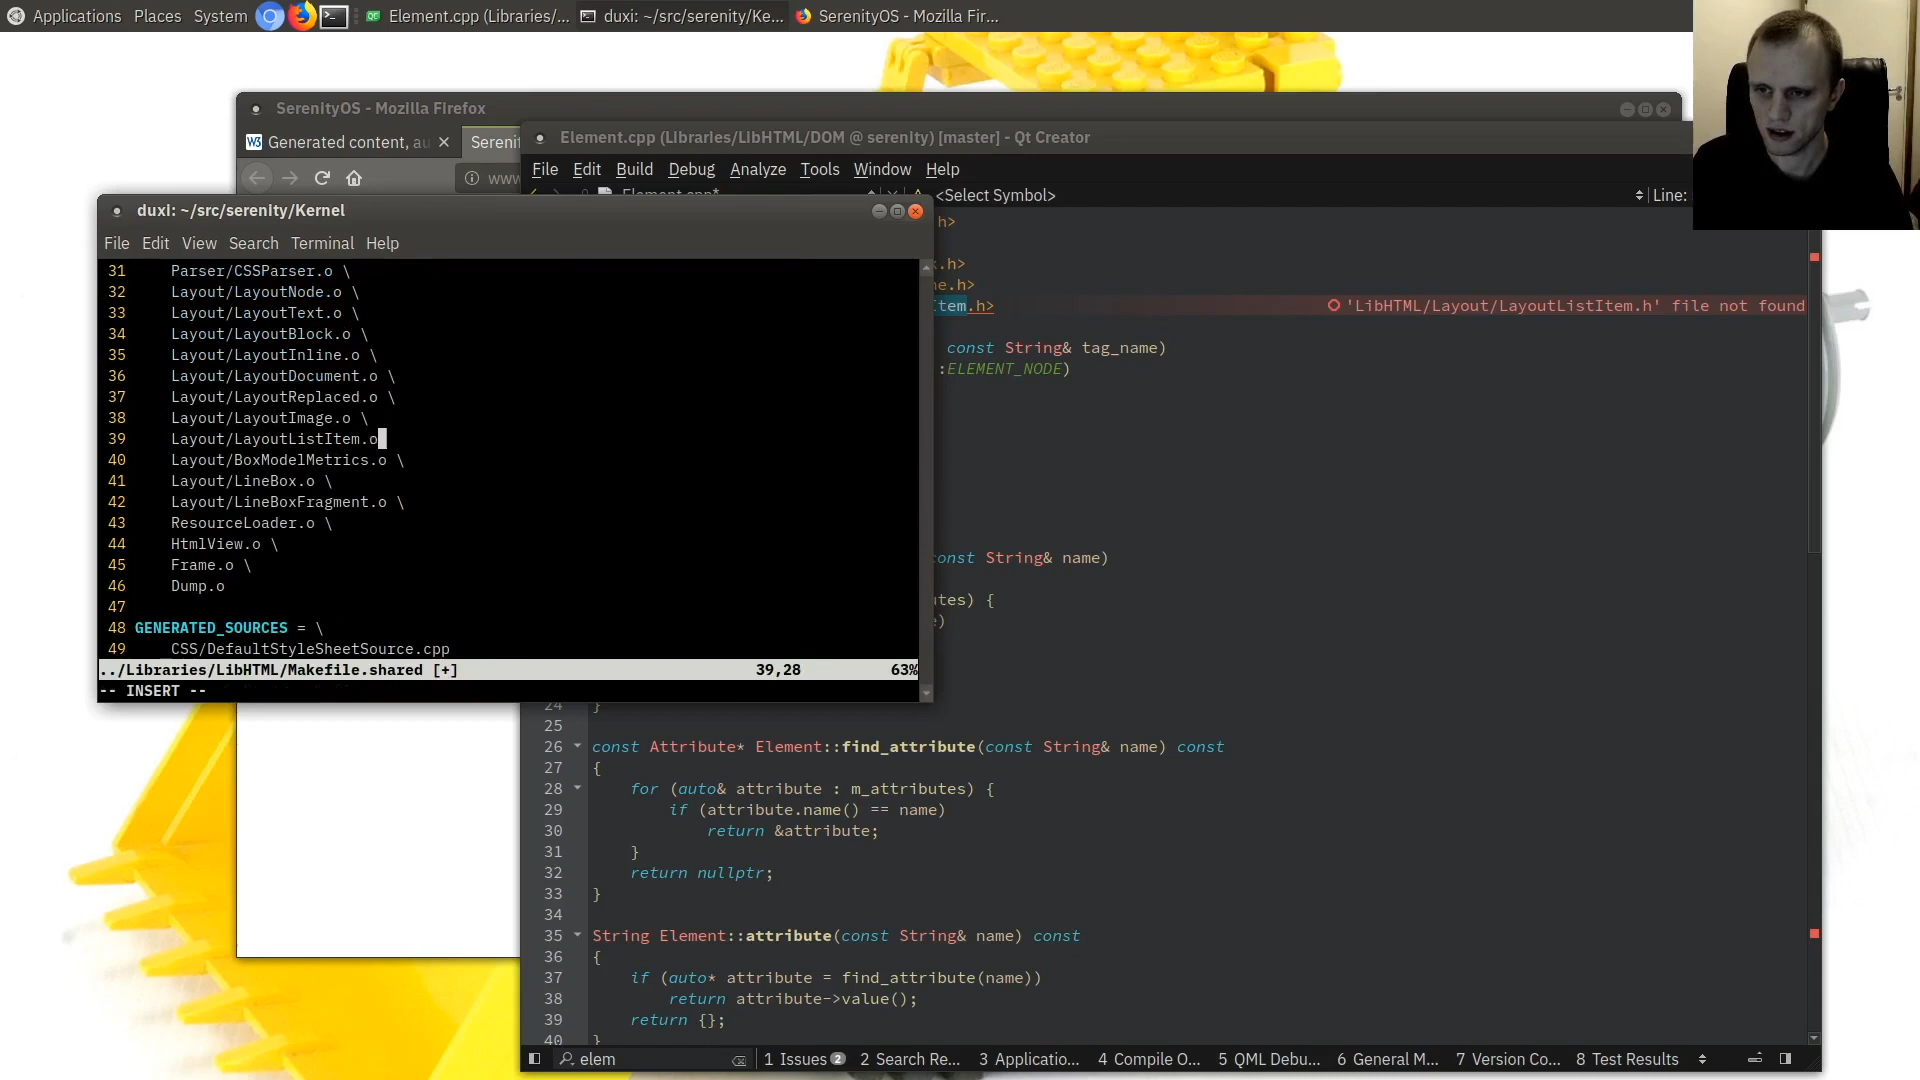 Applications Places System Element.cpp (Libraries/... duxi: ~/src/serenity/Ke... SerenityOS - Mozilla Fir...
SerenityOS - Mozilla Firefox
Generated content, au
Sereni
www
Element.cpp (Libraries/LibHTML/DOM @ serenity) [master] - Qt Creator
File Edit Build Debug Analyze Tools Window Help
Element.cpp* <Select Symbol> Line:
duxi: ~/src/serenity/Kernel
File Edit View Search Terminal Help
31 Parser/CSSParser.o \
32 Layout/LayoutNode.o \
33 Layout/LayoutText.o \
34 Layout/LayoutBlock.o \
35 Layout/LayoutInline.o \
36 Layout/LayoutDocument.o \
37 Layout/LayoutReplaced.o \
38 Layout/LayoutImage.o \
39 Layout/LayoutListItem.o
40 Layout/BoxModelMetrics.o \
41 Layout/LineBox.o \
42 Layout/LineBoxFragment.o \
43 ResourceLoader.o \
44 HtmlView.o \
45 Frame.o \
46 Dump.o
47
48 GENERATED_SOURCES = \
49 CSS/DefaultStyleSheetSource.cpp
../Libraries/LibHTML/Makefile.shared [+] 39,28 63%
-- INSERT --
h>
.h>
ne.h>
Item.h> 'LibHTML/Layout/LayoutListItem.h' file not found
const String& tag_name)
:ELEMENT_NODE)
const String& name)
tes) {
e)
24 }
25
26 const Attribute* Element::find_attribute(const String& name) const
27 {
28 for (auto& attribute : m_attributes) {
29 if (attribute.name() == name)
30 return &attribute;
31 }
32 return nullptr;
33 }
34
35 String Element::attribute(const String& name) const
36 {
37 if (auto* attribute = find_attribute(name))
38 return attribute->value();
39 return {};
40 }
elem 1 Issues 2 2 Search Re... 3 Applicatio... 4 Compile O... 5 QML Debu... 6 General M... 7 Version Co... 8 Test Results